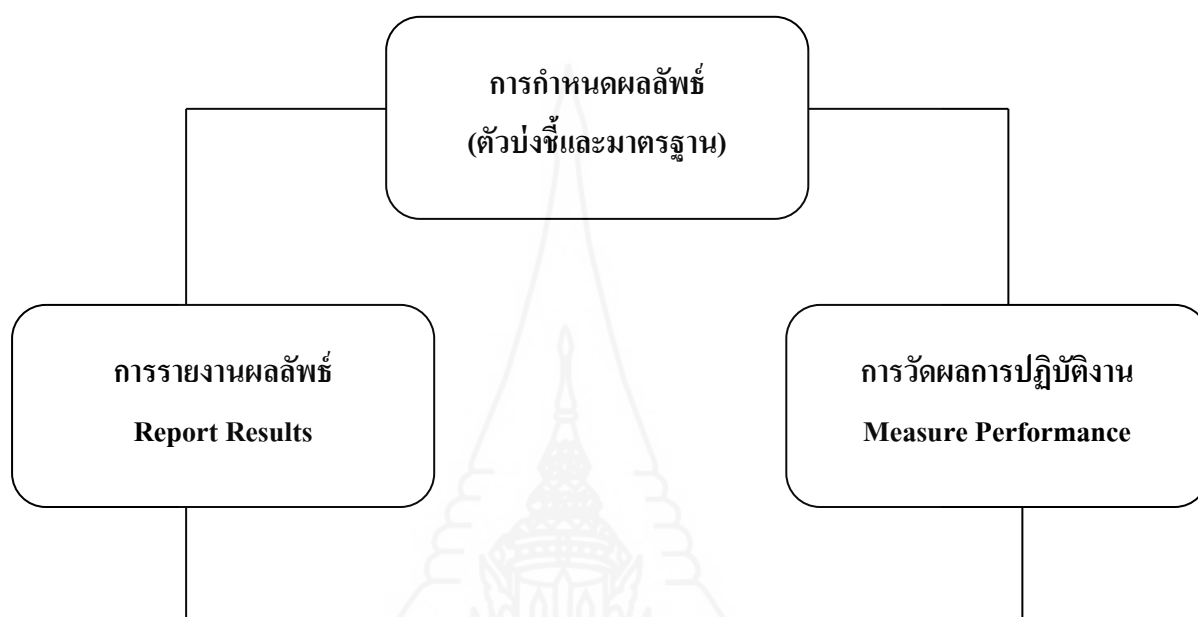 การกำหนดผลลัพธ์
(ตัวบ่งชี้และมาตรฐาน)
การรายงานผลลัพธ์
Report Results
การวัดผลการปฏิบัติงาน
Measure Performance